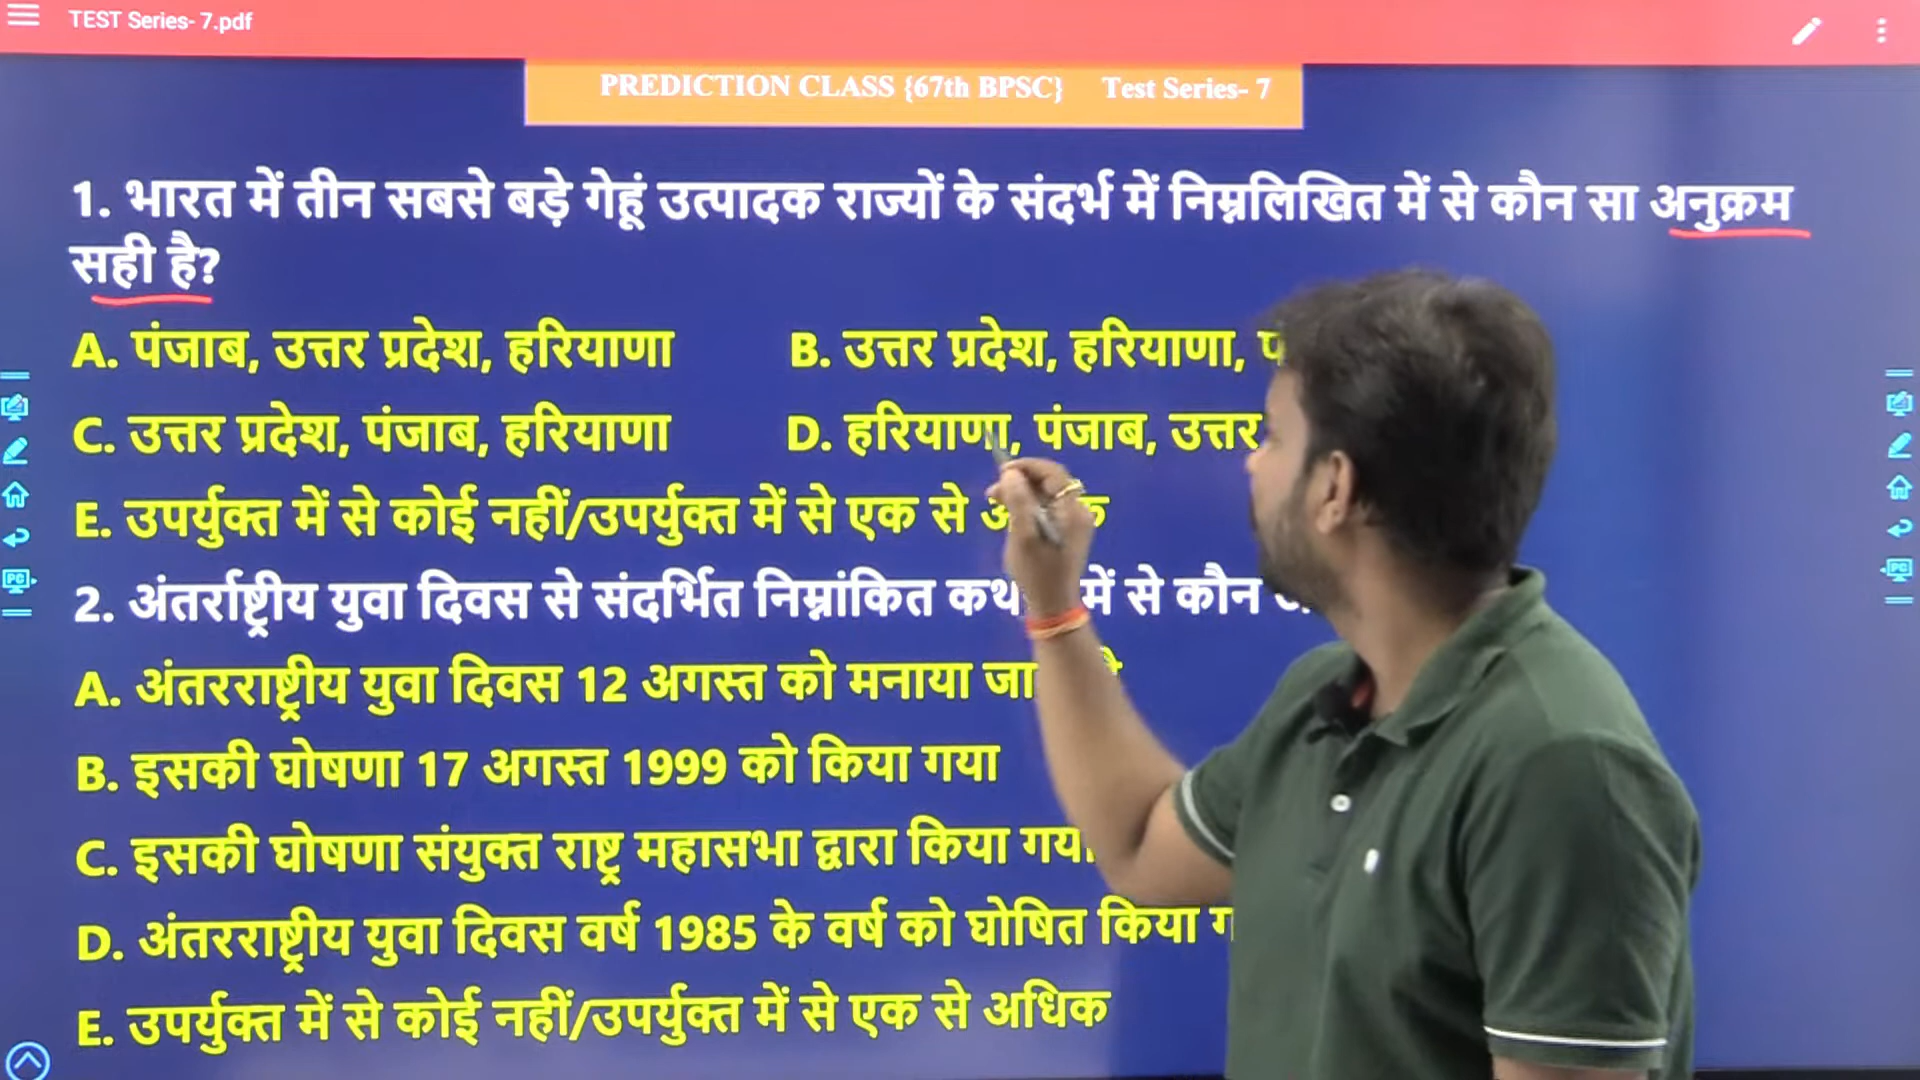 TEST Series- 7.pdf
PREDICTION CLASS {67th BPSC} Test Series- 7
1. भारत में तीन सबसे बड़े गेहूं उत्पादक राज्यों के संदर्भ में निम्नलिखित में से कौन सा अनुक्रम
सही है?
A. पंजाब, उत्तर प्रदेश, हरियाणा B. उत्तर प्रदेश, हरियाणा,
C. उत्तर प्रदेश, पंजाब, हरियाणा D. हरियाणा, पंजाब, उत्तर
E. उपर्युक्त में से कोई नहीं/उपर्युक्त में से एक से
2. अंतर्राष्ट्रीय युवा दिवस से संदर्भित निम्नांकित में से कौन
A. अंतरराष्ट्रीय युवा दिवस 12 अगस्त को मनाया
B. इसकी घोषणा 17 अगस्त 1999 को किया गया
C. इसकी घोषणा संयुक्त राष्ट्र महासभा द्वारा किया गया
D. अंतरराष्ट्रीय युवा दिवस वर्ष 1985 के वर्ष को घोषित किया
E. उपर्युक्त में से कोई नहीं/उपर्युक्त में से एक से अधिक
PC
PC